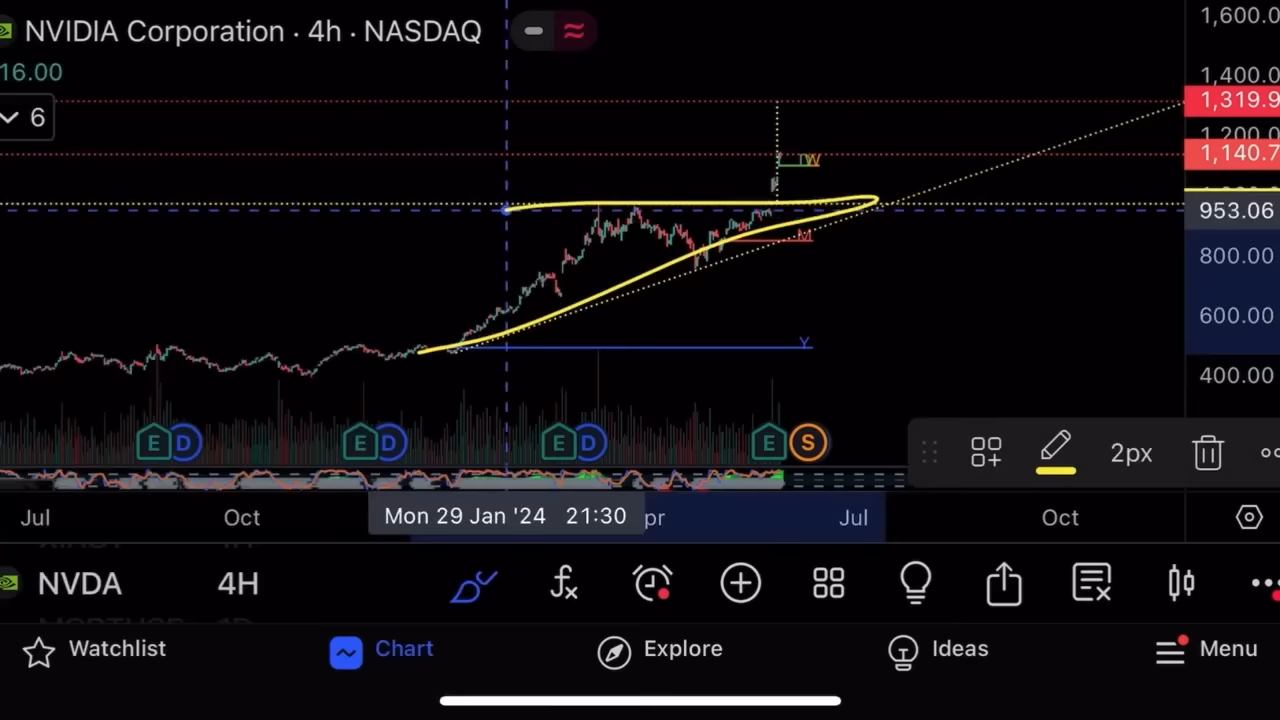 NVIDIA Corporation · 4h · NASDAQ
16.00
6
1,600.0
1,400.0
1,319.9
1,200.0
1,140.7
953.06
800.00
600.00
400.00
W
M
Y
E D E D E D E S
2px
Jul Oct Mon 29 Jan '24 21:30 pr Jul Oct
NVDA 4H
Watchlist Chart Explore Ideas Menu